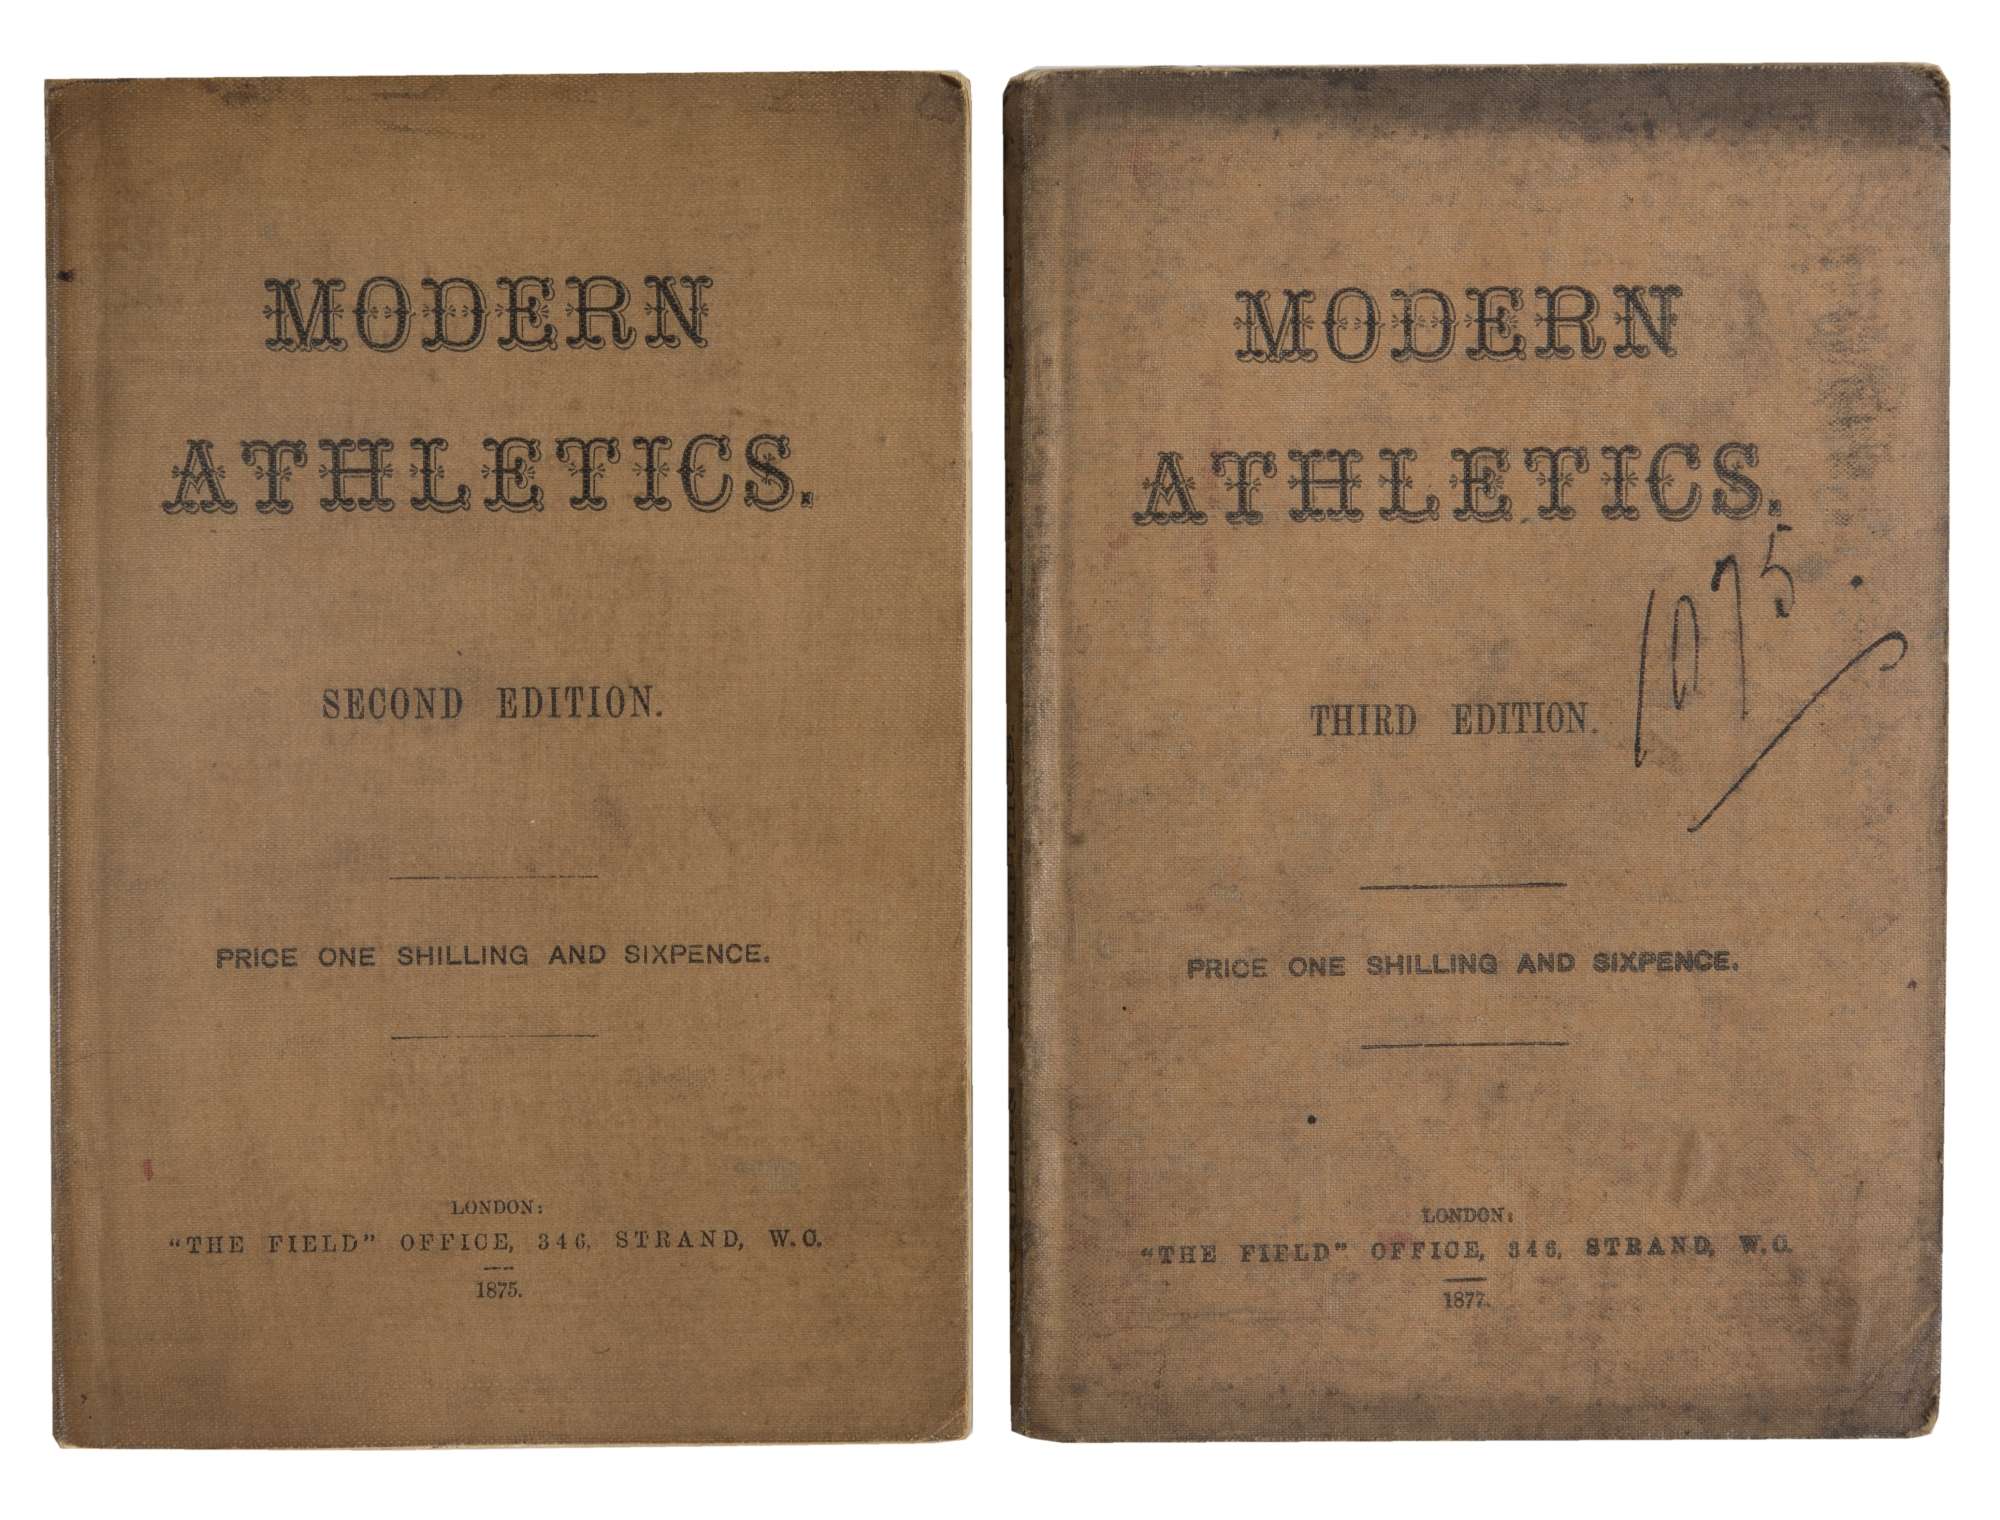 MODERN
ATHLETICS.
SECOND EDITION.
PRICE ONE SHILLING AND SIXPENCE.
LONDON:
"THE FIELD" OFFICE, 346, STRAND, W.C.
1875.
MODERN
ATHLETICS.
1075.
THIRD EDITION.
PRICE ONE SHILLING AND SIXPENCE.
LONDON:
"THE FIELD" OFFICE, 346, STRAND, W.C.
1877.